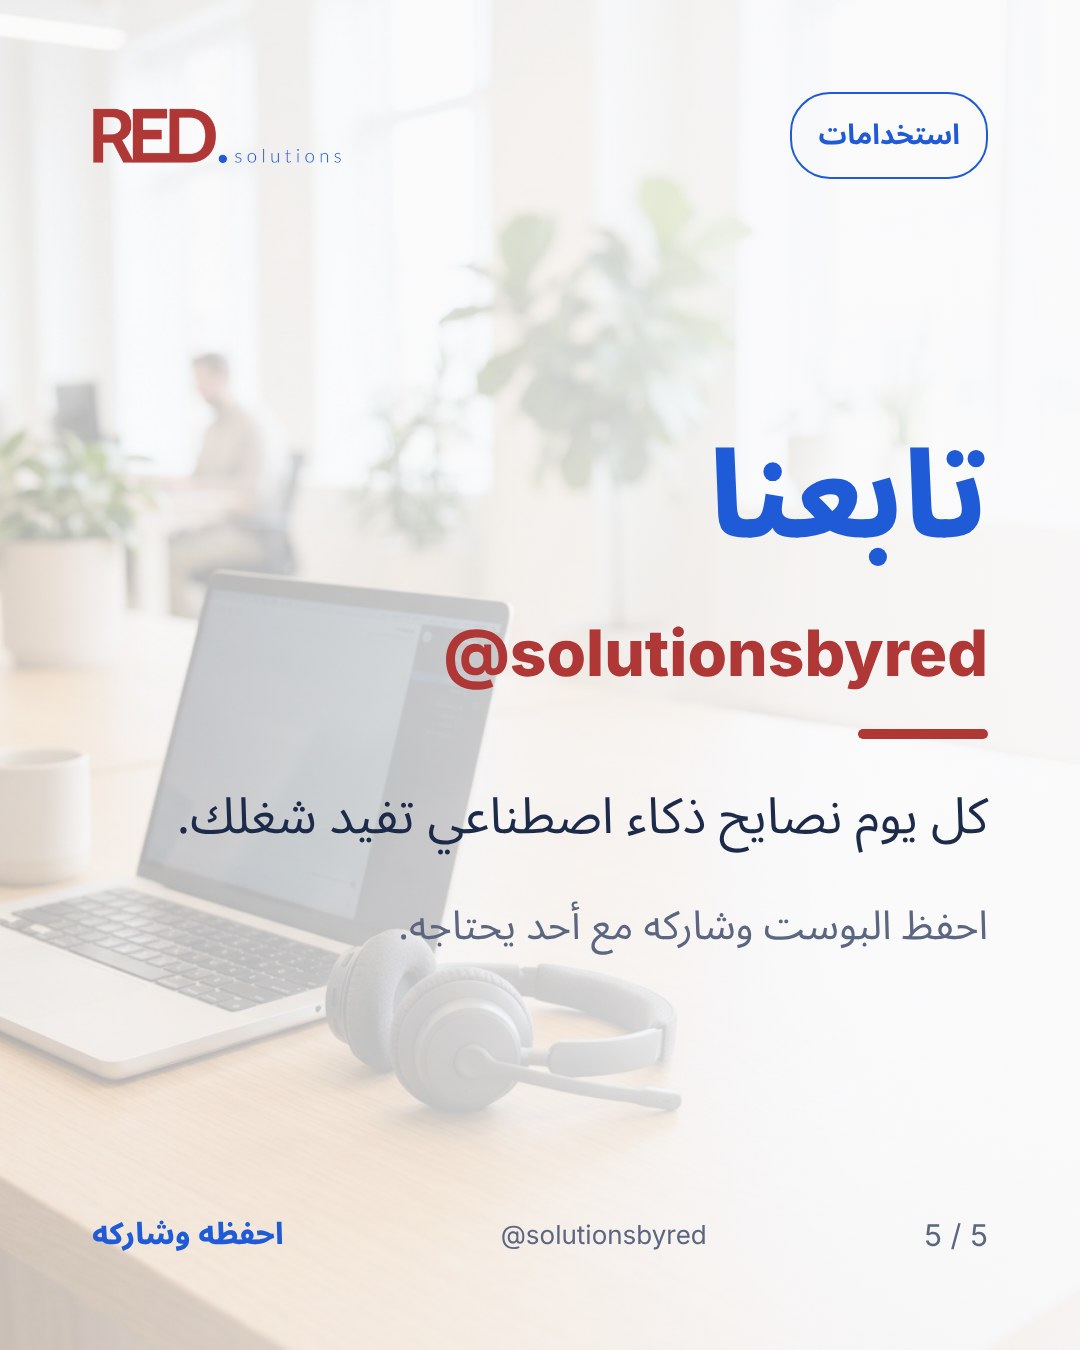 RED.solutions
استخدامات
تابعنا
@solutionsbyred
كل يوم نصايح ذكاء اصطناعي تفيد شغلك.
احفظ البوست وشاركه مع أحد يحتاجه.
احفظه وشاركه
@solutionsbyred
5 / 5